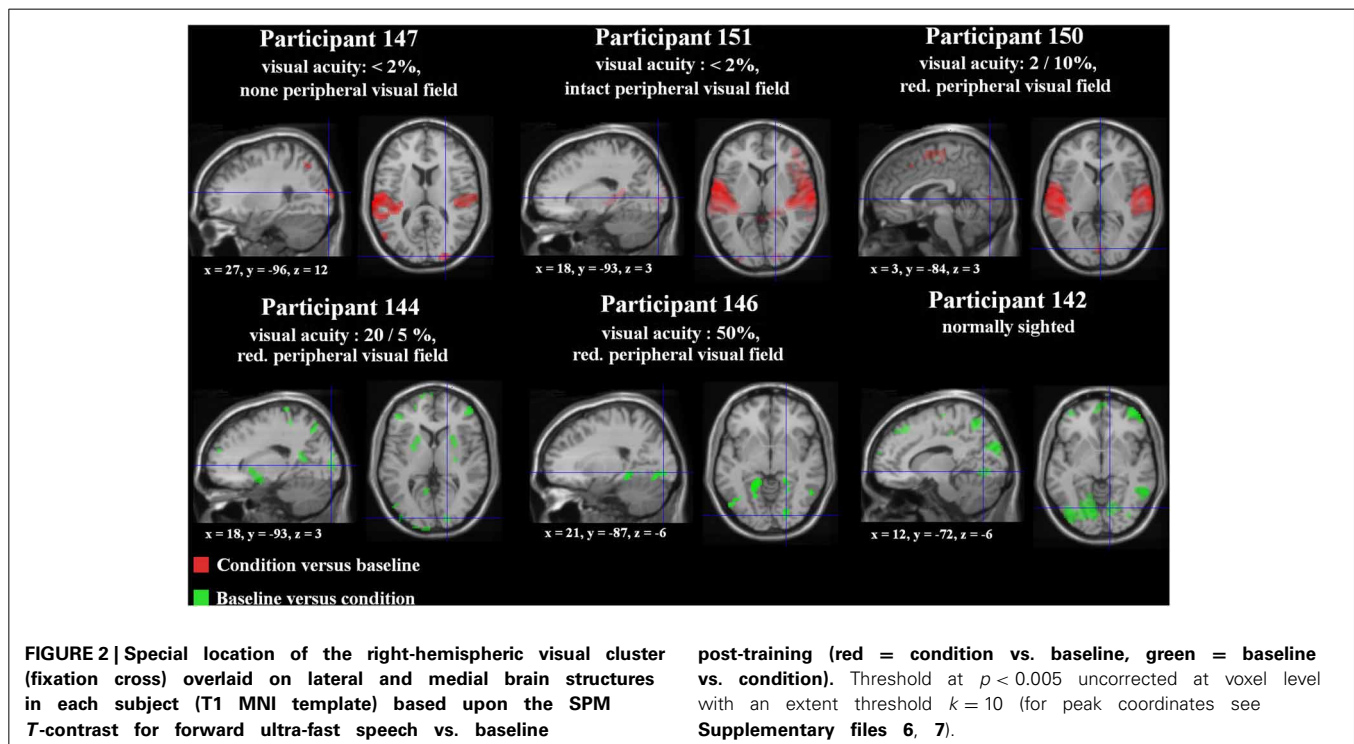 Participant 147
visual acuity: < 2%,
none peripheral visual field
Participant 151
visual acuity : < 2%,
intact peripheral visual field
Participant 150
visual acuity: 2 / 10%,
red. peripheral visual field
x = 27, y = -96, z = 12
x = 18, y = -93, z = 3
x = 3, y = -84, z = 3
Participant 144
visual acuity : 20 / 5 %,
red. peripheral visual field
Participant 146
visual acuity : 50%,
red. peripheral visual field
Participant 142
normally sighted
x = 18, y = -93, z = 3
x = 21, y = -87, z = -6
x = 12, y = -72, z = -6
Condition versus baseline
Baseline versus condition
FIGURE 2 | Special location of the right-hemispheric visual cluster
(fixation cross) overlaid on lateral and medial brain structures
in each subject (T1 MNI template) based upon the SPM
T-contrast for forward ultra-fast speech vs. baseline
post-training (red = condition vs. baseline, green = baseline
vs. condition). Threshold at p < 0.005 uncorrected at voxel level
with an extent threshold k = 10 (for peak coordinates see
Supplementary files 6, 7).